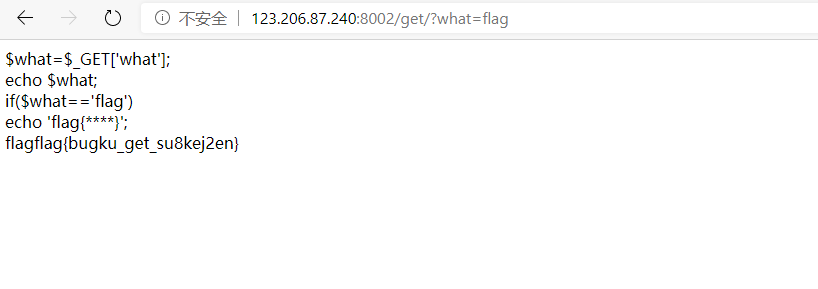 不安全 | 123.206.87.240:8002/get/?what=flag
$what=$_GET['what'];
echo $what;
if($what=='flag')
echo 'flag{****}';
flagflag{bugku_get_su8kej2en}